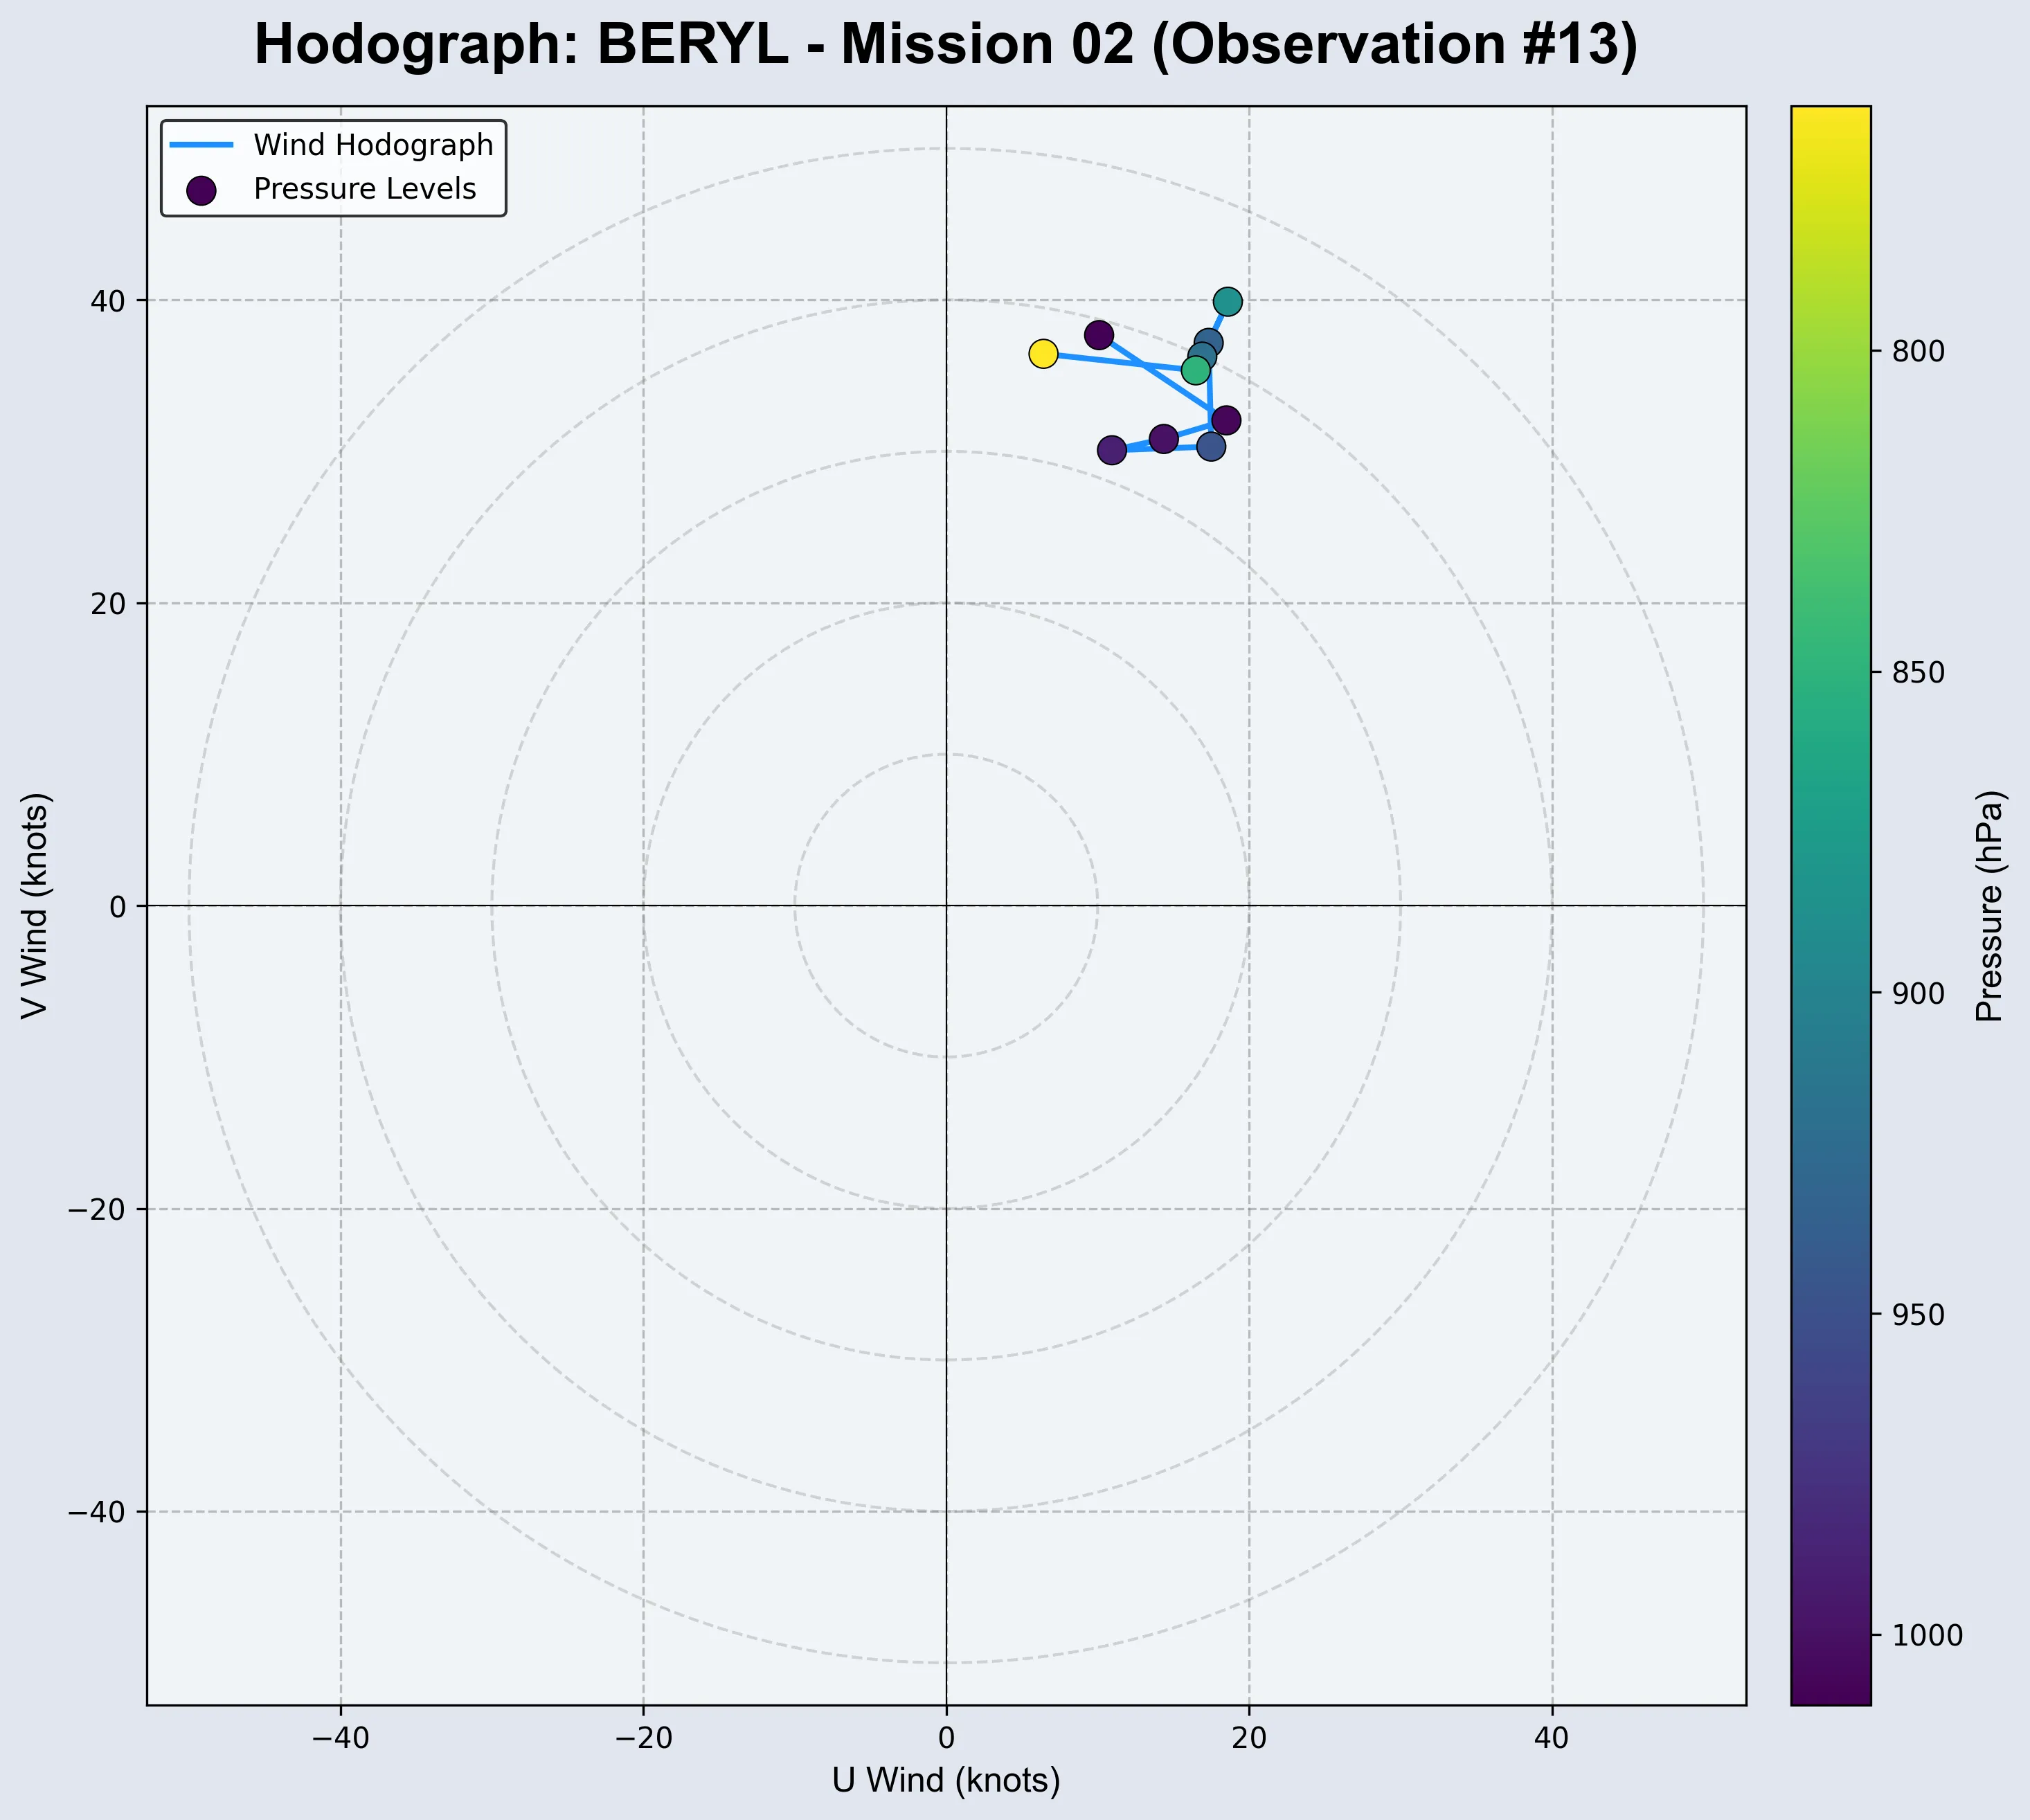 Hodograph: BERYL - Mission 02 (Observation #13)
Wind Hodograph
Pressure Levels
40
20
0
−20
−40
V Wind (knots)
−40
−20
0
20
40
U Wind (knots)
800
850
900
950
1000
Pressure (hPa)